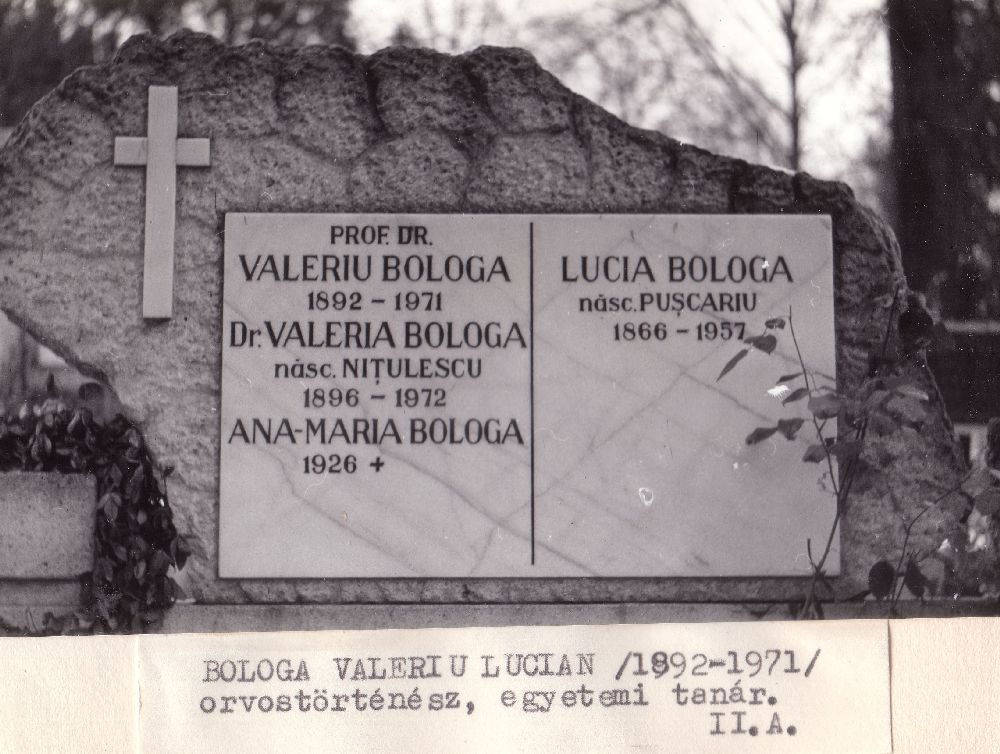 PROF. DR.
VALERIU BOLOGA
1892 – 1971
Dr. VALERIA BOLOGA
născ. NIȚULESCU
1896 – 1972
ANA-MARIA BOLOGA
1926 +
LUCIA BOLOGA
născ. PUȘCARIU
1866 – 1957
BOLOGA VALERIU LUCIAN /1892-1971/
orvostörténész, egyetemi tanár.
II.A.